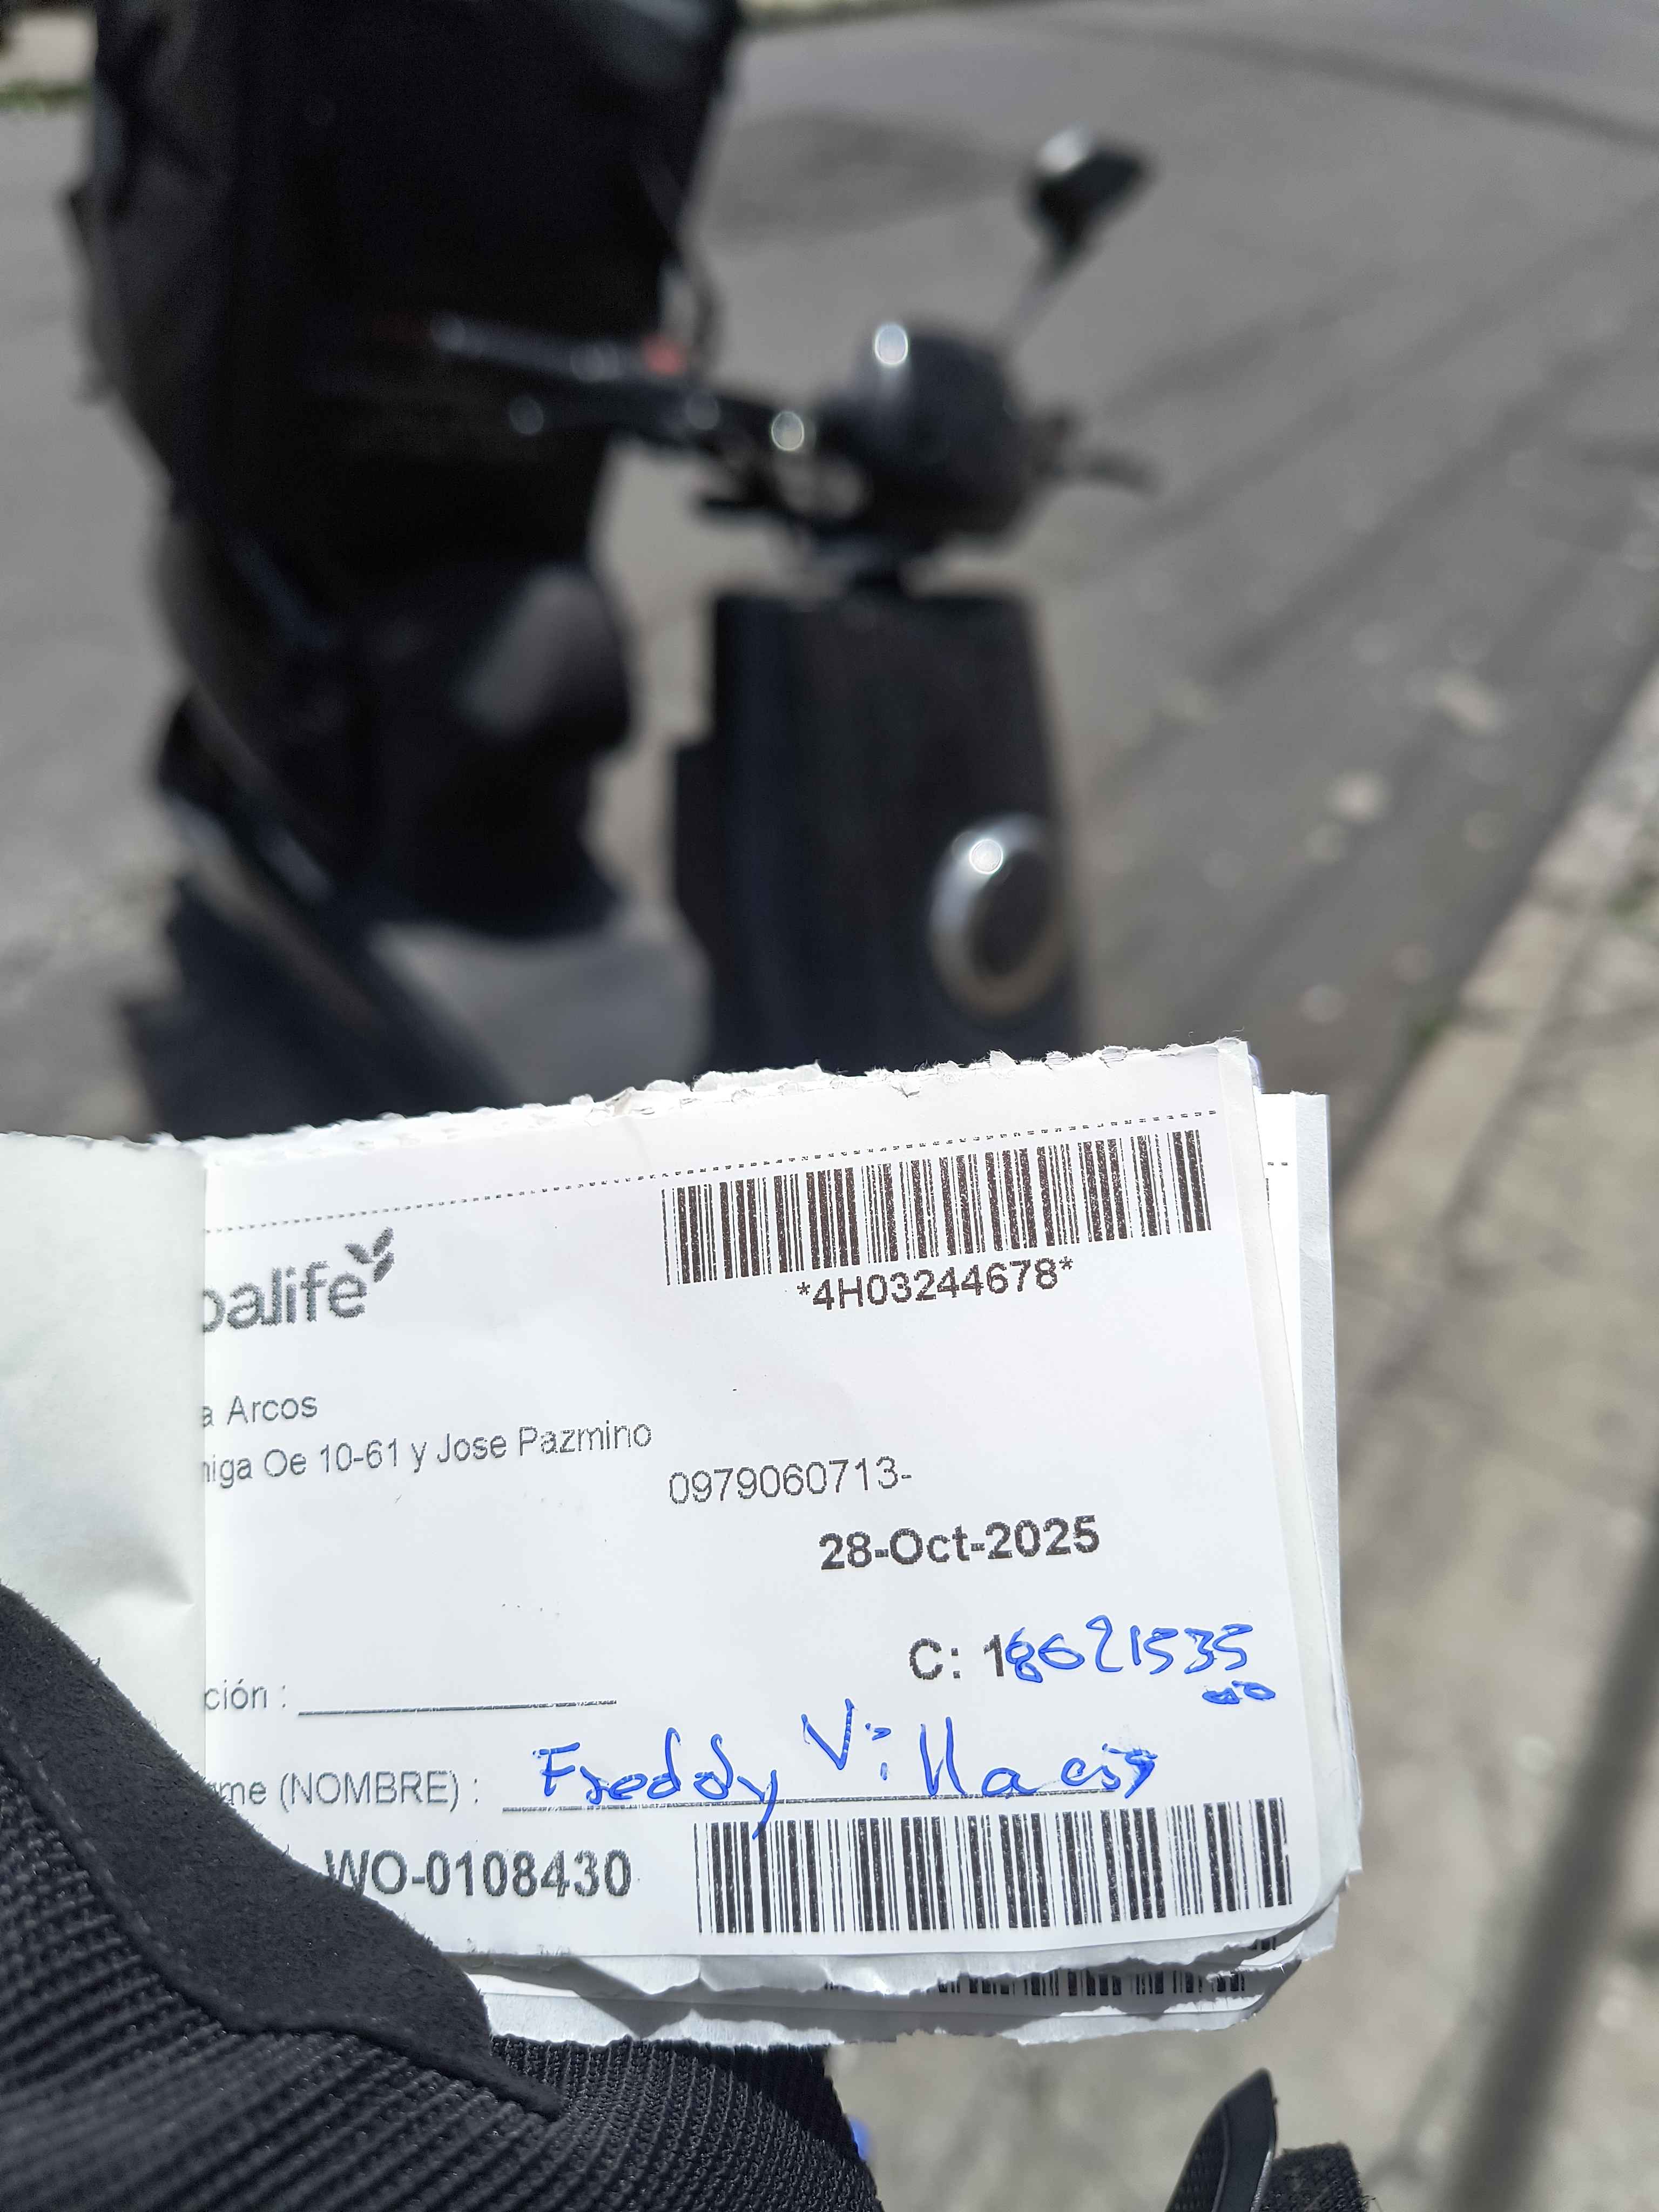 *4H03244678*
balife
a Arcos
niga Oe 10-61 y Jose Pazmino
0979060713-
28-Oct-2025
C: 18621535
ción :
me (NOMBRE) : Freddy Villacis
WO-0108430